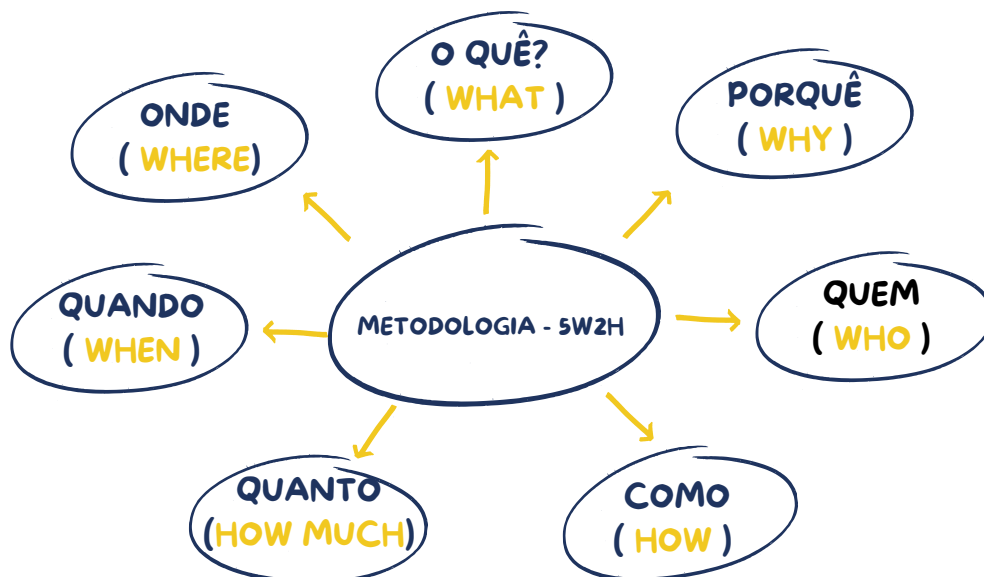 O QUÊ?
( WHAT )
PORQUÊ
( WHY )
ONDE
( WHERE)
QUEM
( WHO )
QUANDO
( WHEN )
METODOLOGIA - 5W2H
QUANTO
(HOW MUCH)
COMO
( HOW )